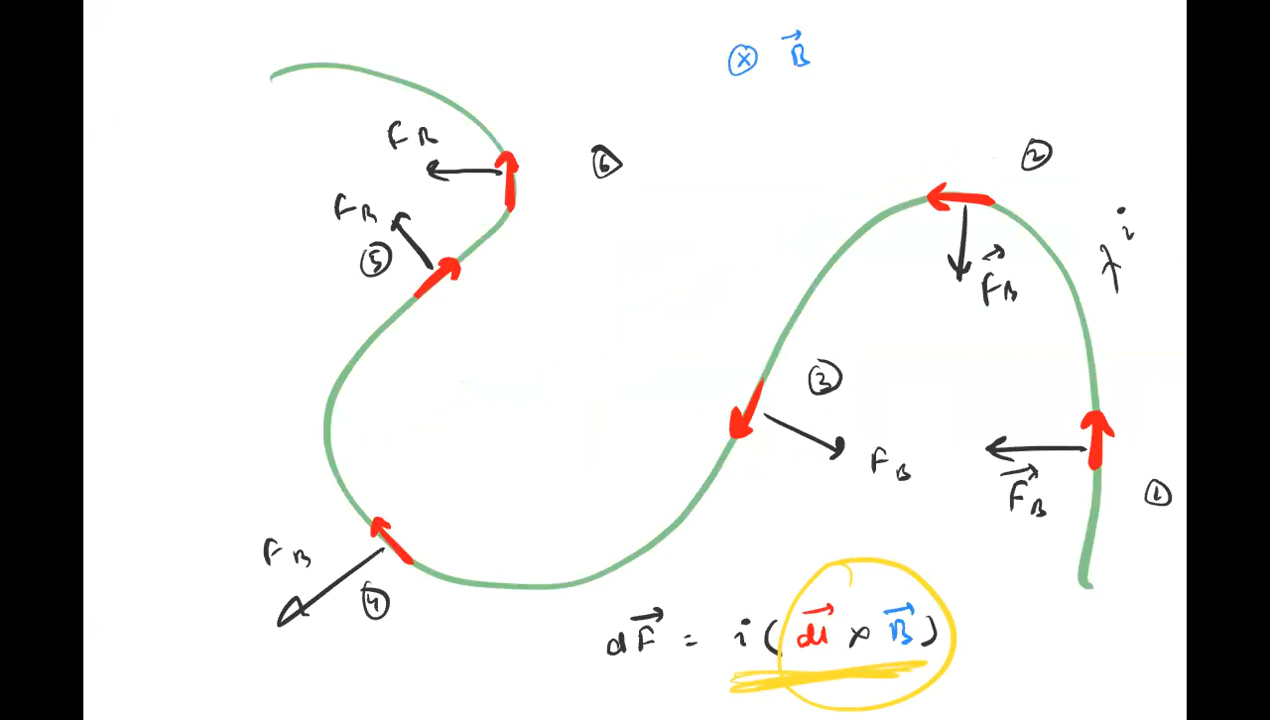 ⓧ B⃗
F_B
⑥
②
F_B
⑤
i
F⃗_B
③
F_B
F⃗_B
①
F_B
④
dF⃗ = i ( dl⃗ × B⃗ )